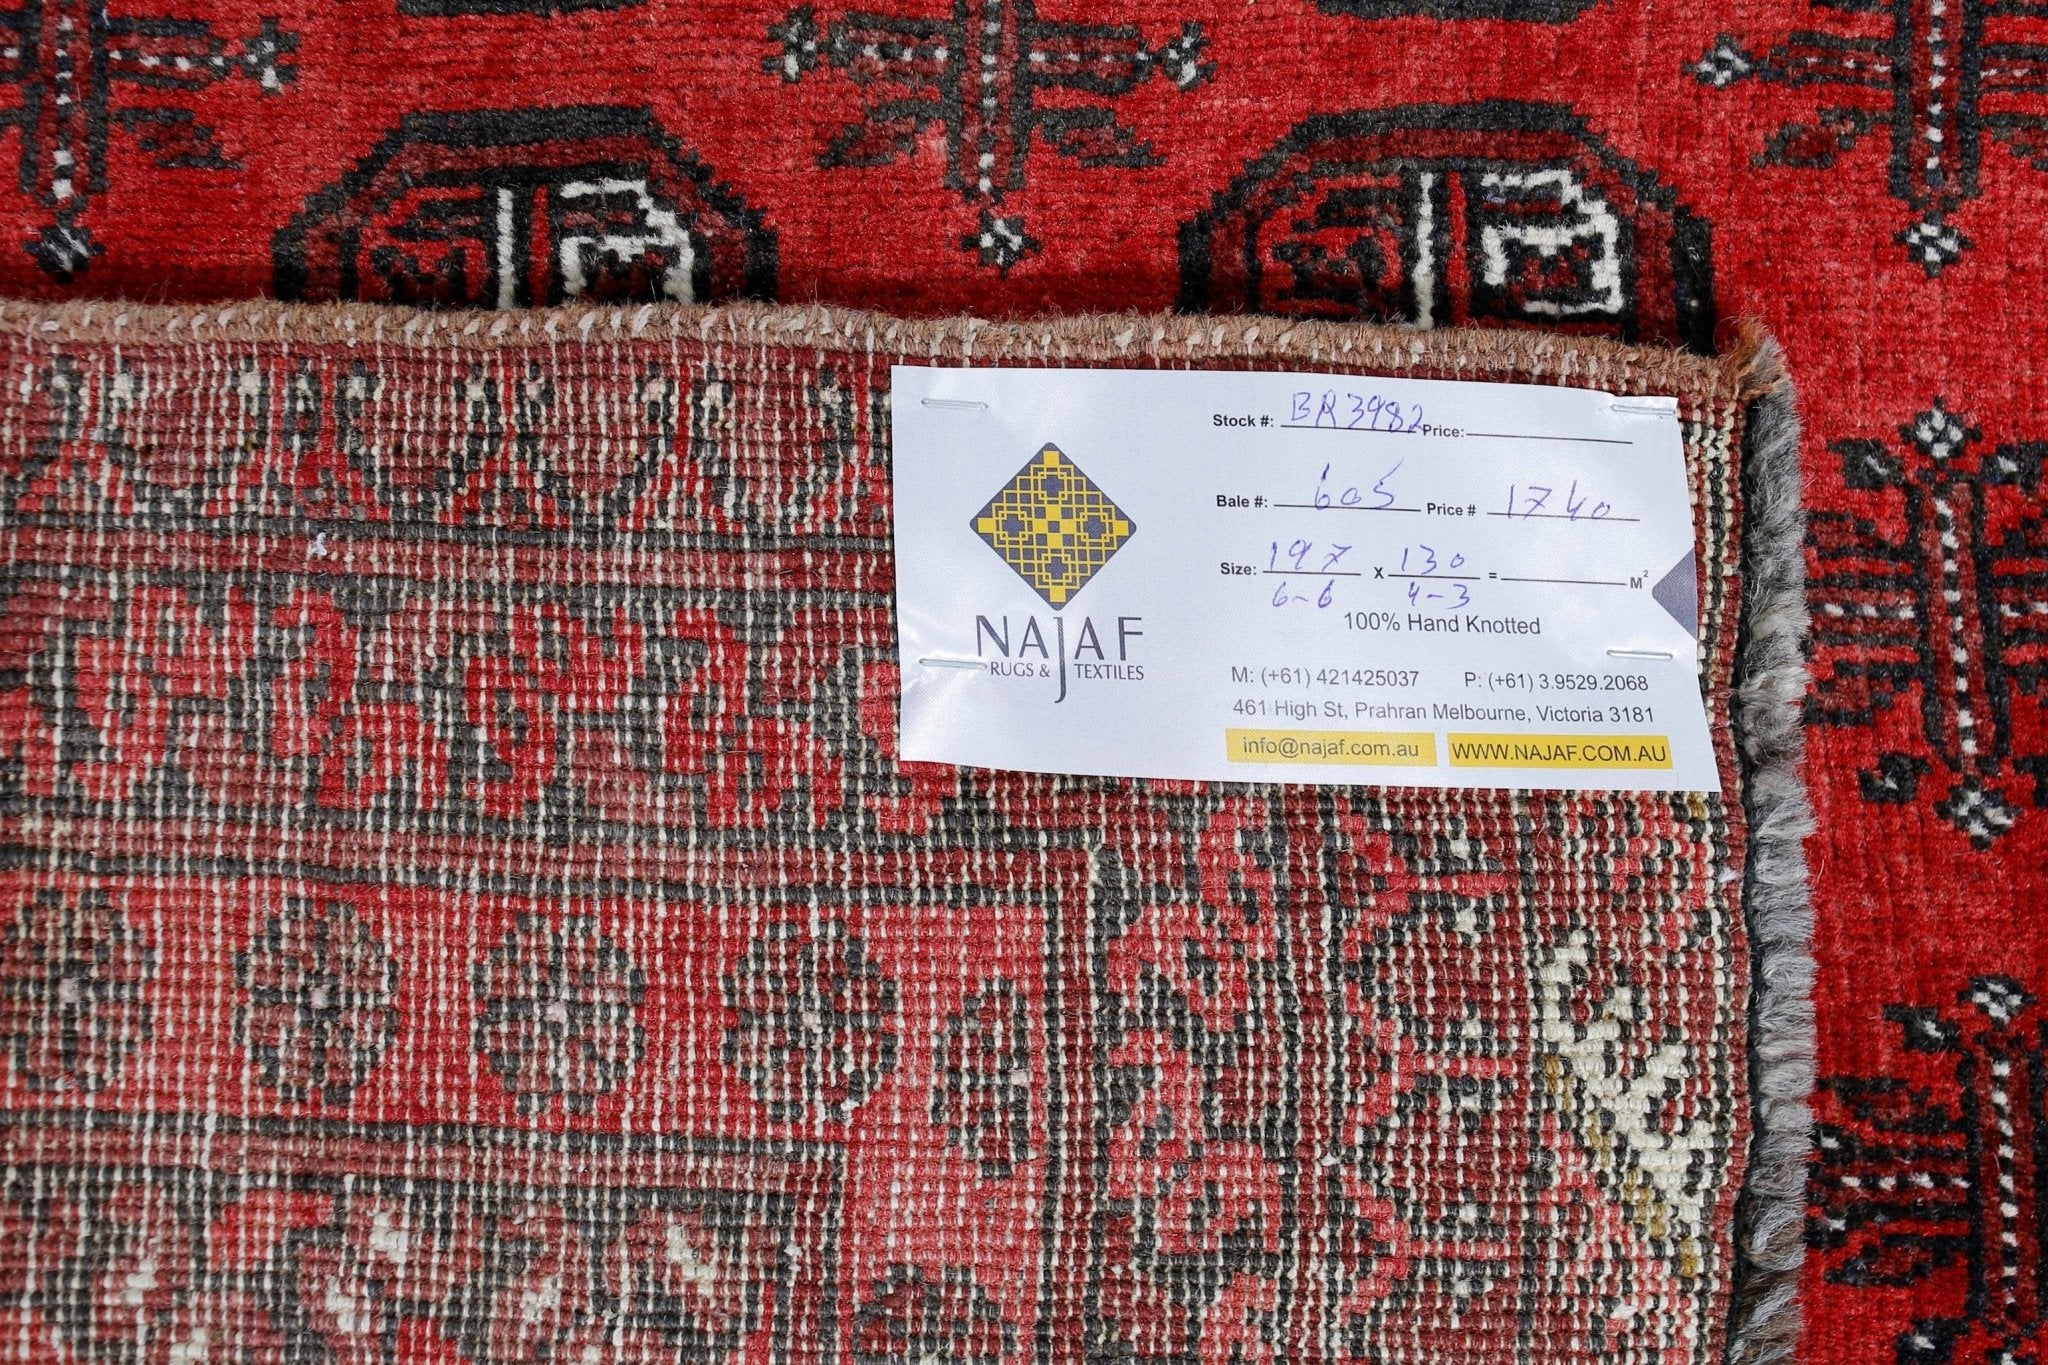 Stock #: BR3982 Price:
Bale #: 605 Price # 1740
Size: 197 X 130 = M²
6-6 4-3
100% Hand Knotted
NAJAF
RUGS & TEXTILES
M: (+61) 421425037 P: (+61) 3.9529.2068
461 High St, Prahran Melbourne, Victoria 3181
info@najaf.com.au WWW.NAJAF.COM.AU